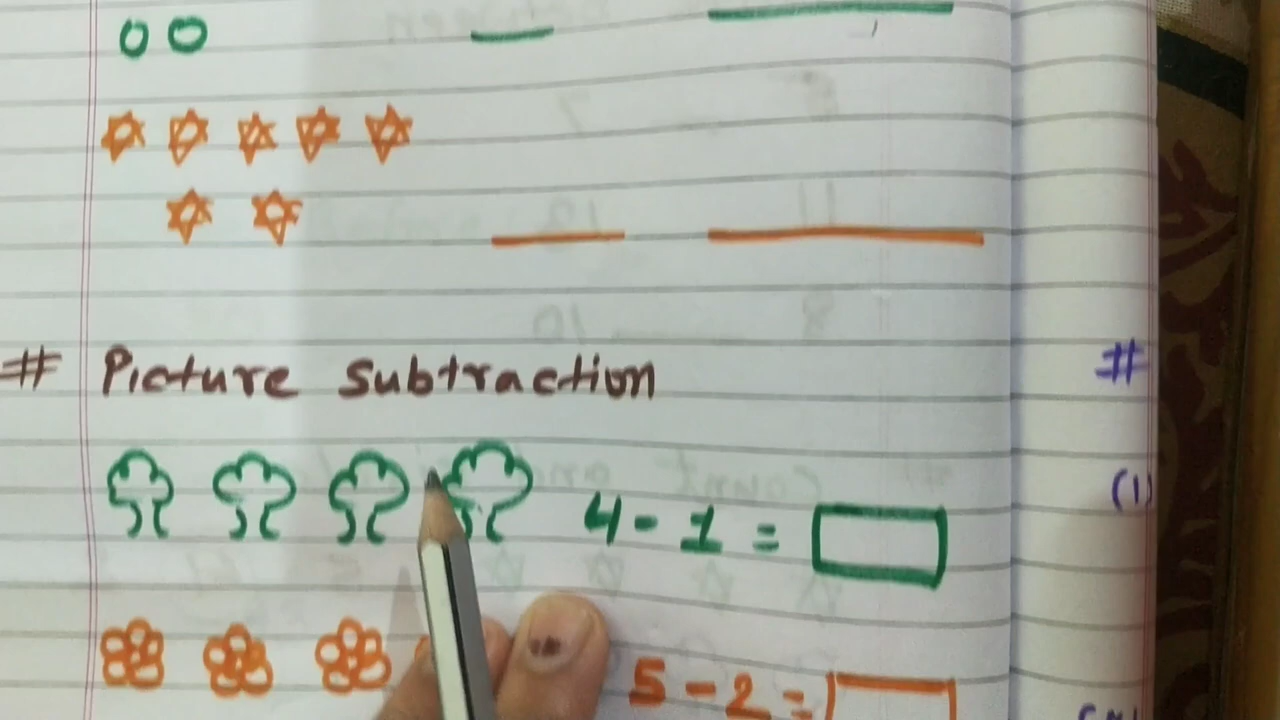 # Picture subtraction #
4 - 1 = (1)
5 - 2 =